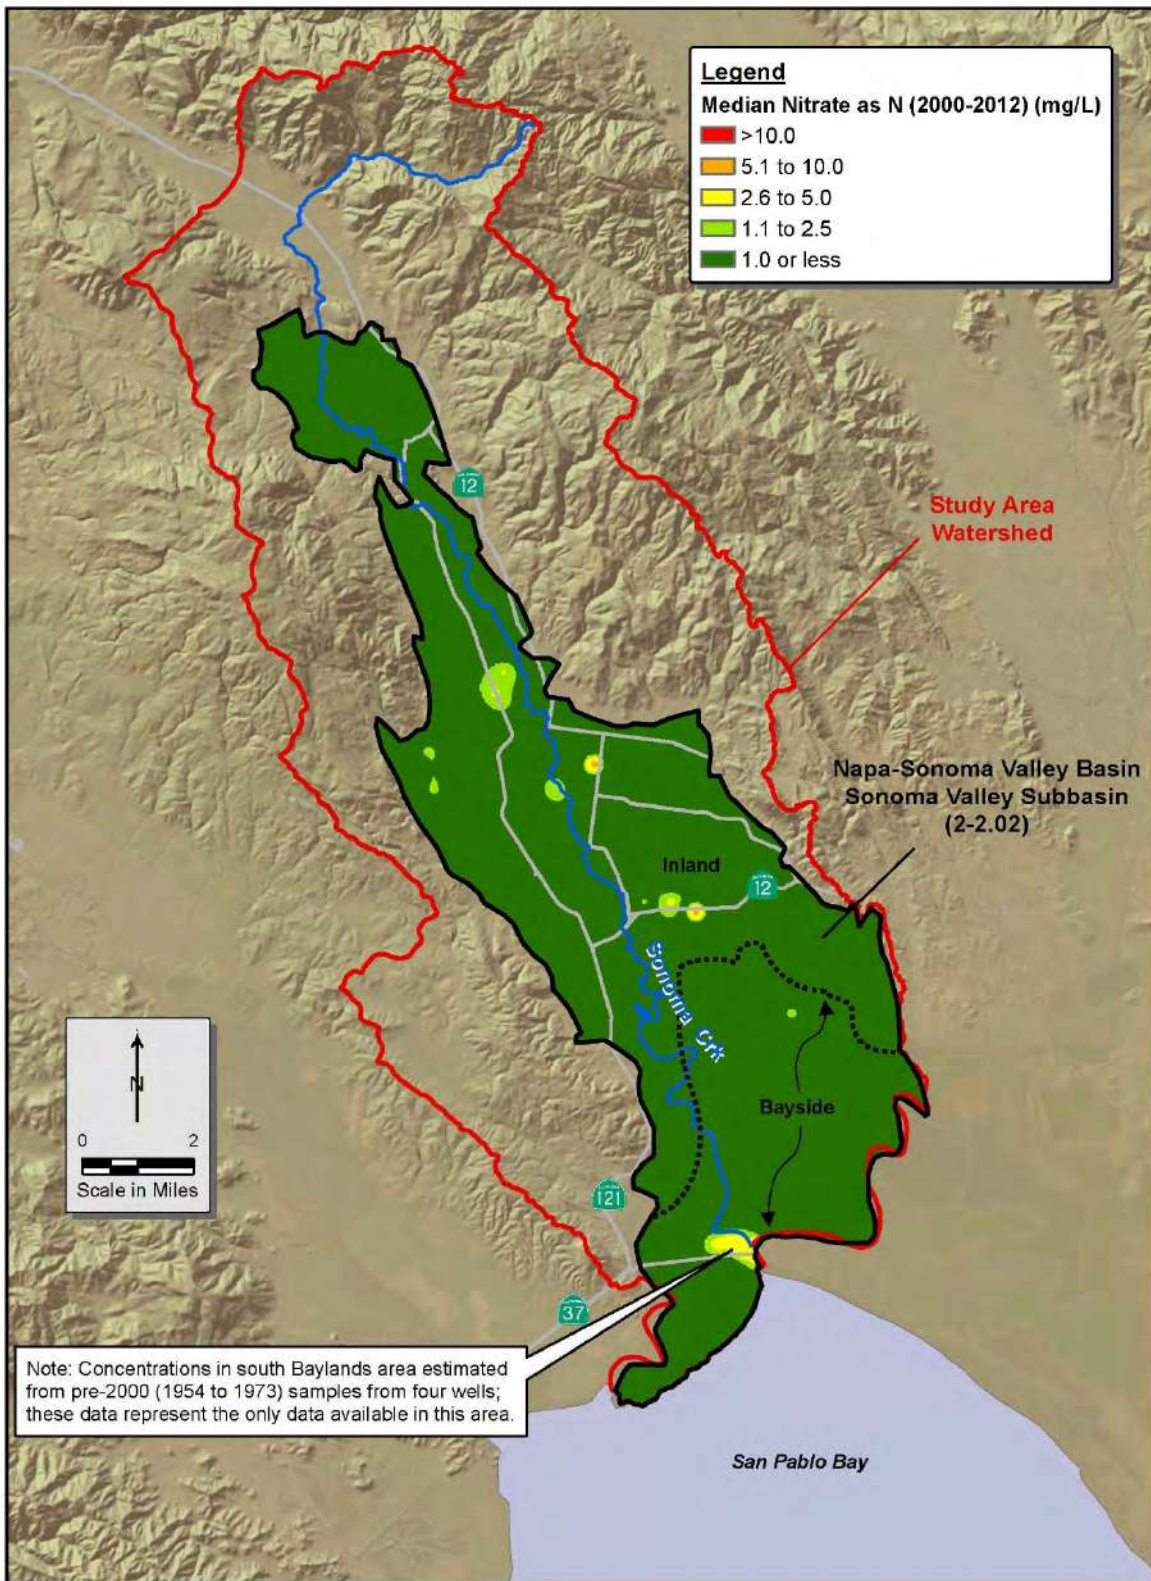 Legend
Median Nitrate as N (2000-2012) (mg/L)
>10.0
5.1 to 10.0
2.6 to 5.0
1.1 to 2.5
1.0 or less
12
Study Area
Watershed
Napa-Sonoma Valley Basin
Sonoma Valley Subbasin
(2-2.02)
Inland
12
Sonoma Crk
N
0 2
Scale in Miles
Bayside
121
37
Note: Concentrations in south Baylands area estimated
from pre-2000 (1954 to 1973) samples from four wells;
these data represent the only data available in this area.
San Pablo Bay